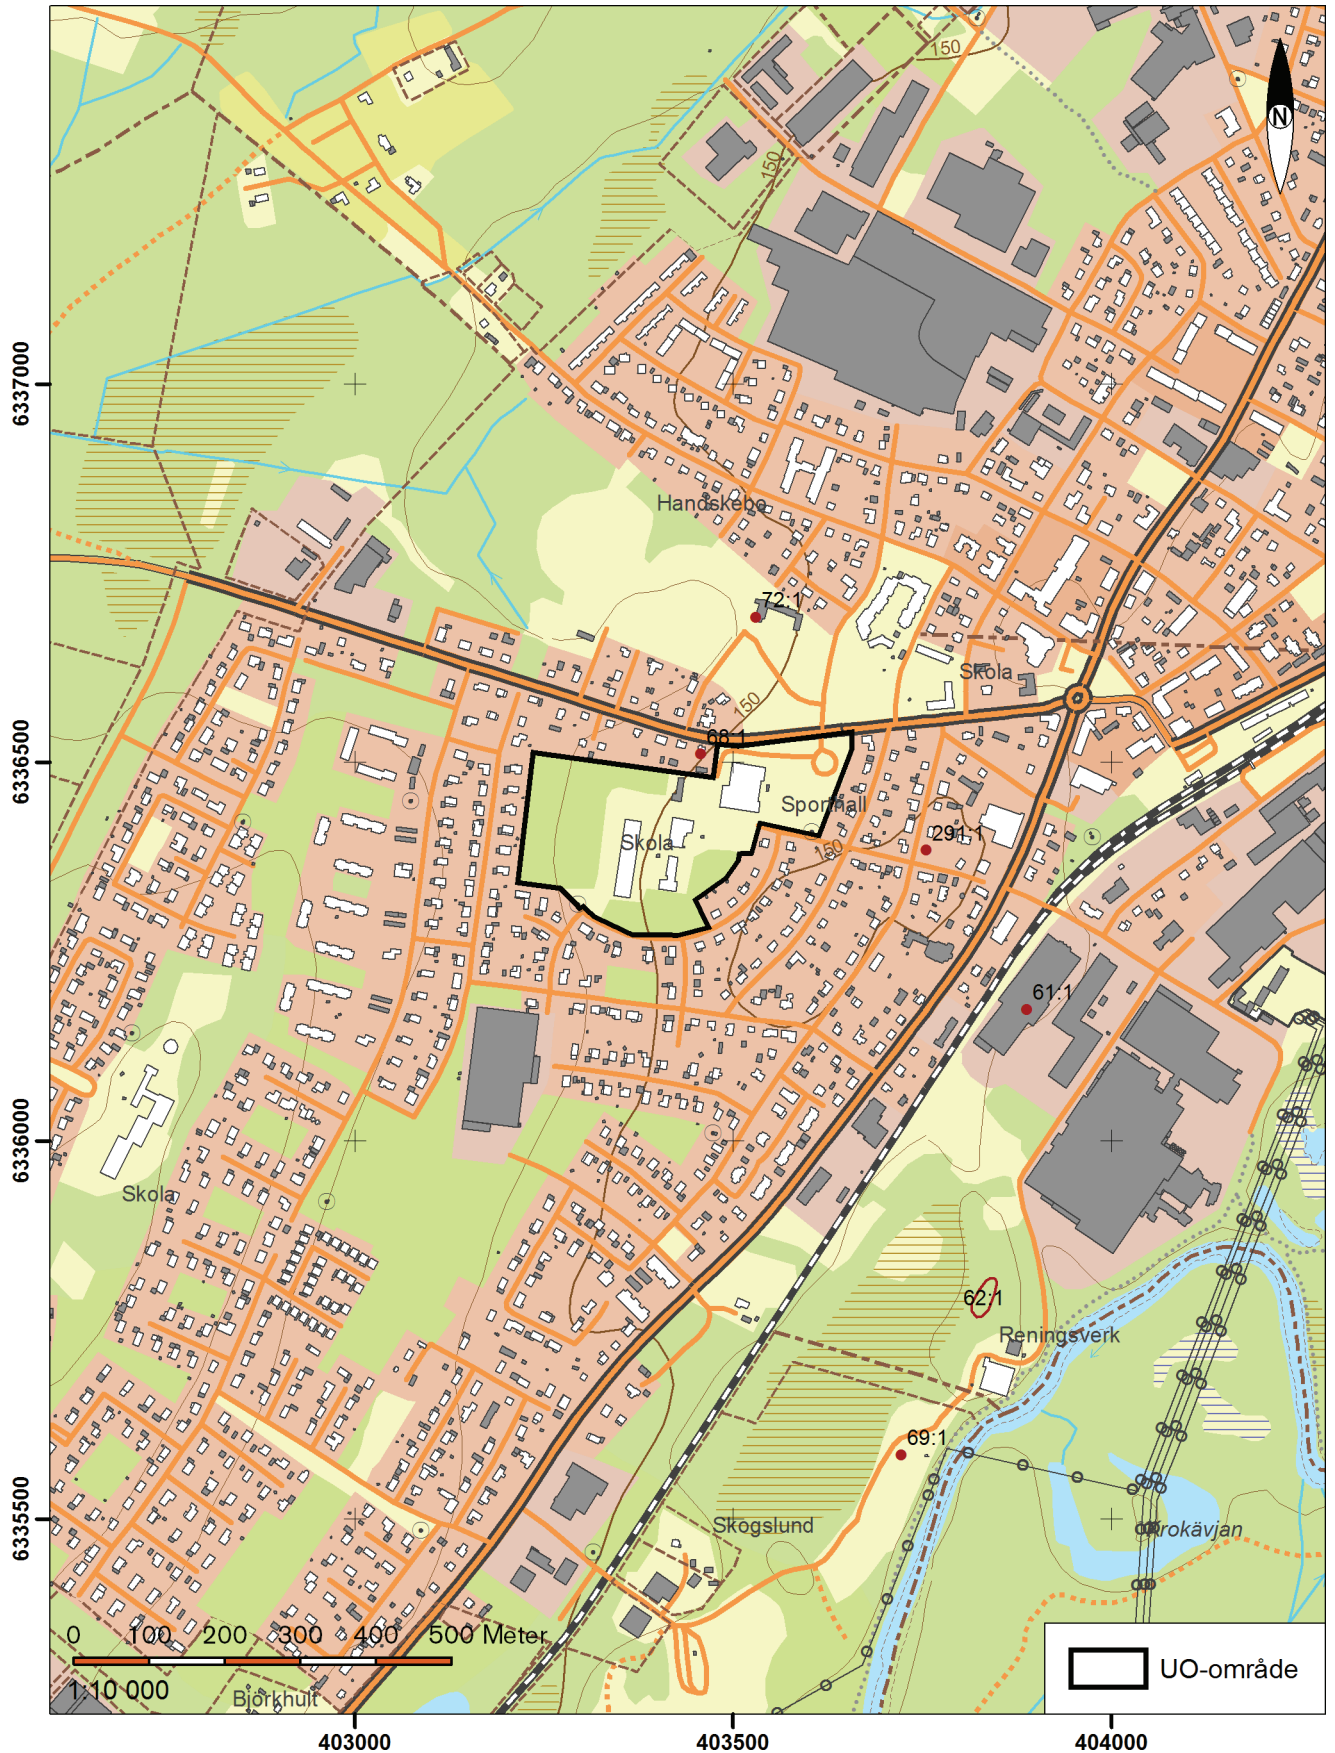 150
N
150
6337000
Handskebo
72:1
Skola
150
68:1
6336500
Sporthall
291:1
Skola
150
61:1
6336000
Skola
62:1
Reningsverk
69:1
6335500
Skogslund
Krokävjan
0 100 200 300 400 500 Meter
1:10 000
UO-område
Björkhult
403000 403500 404000